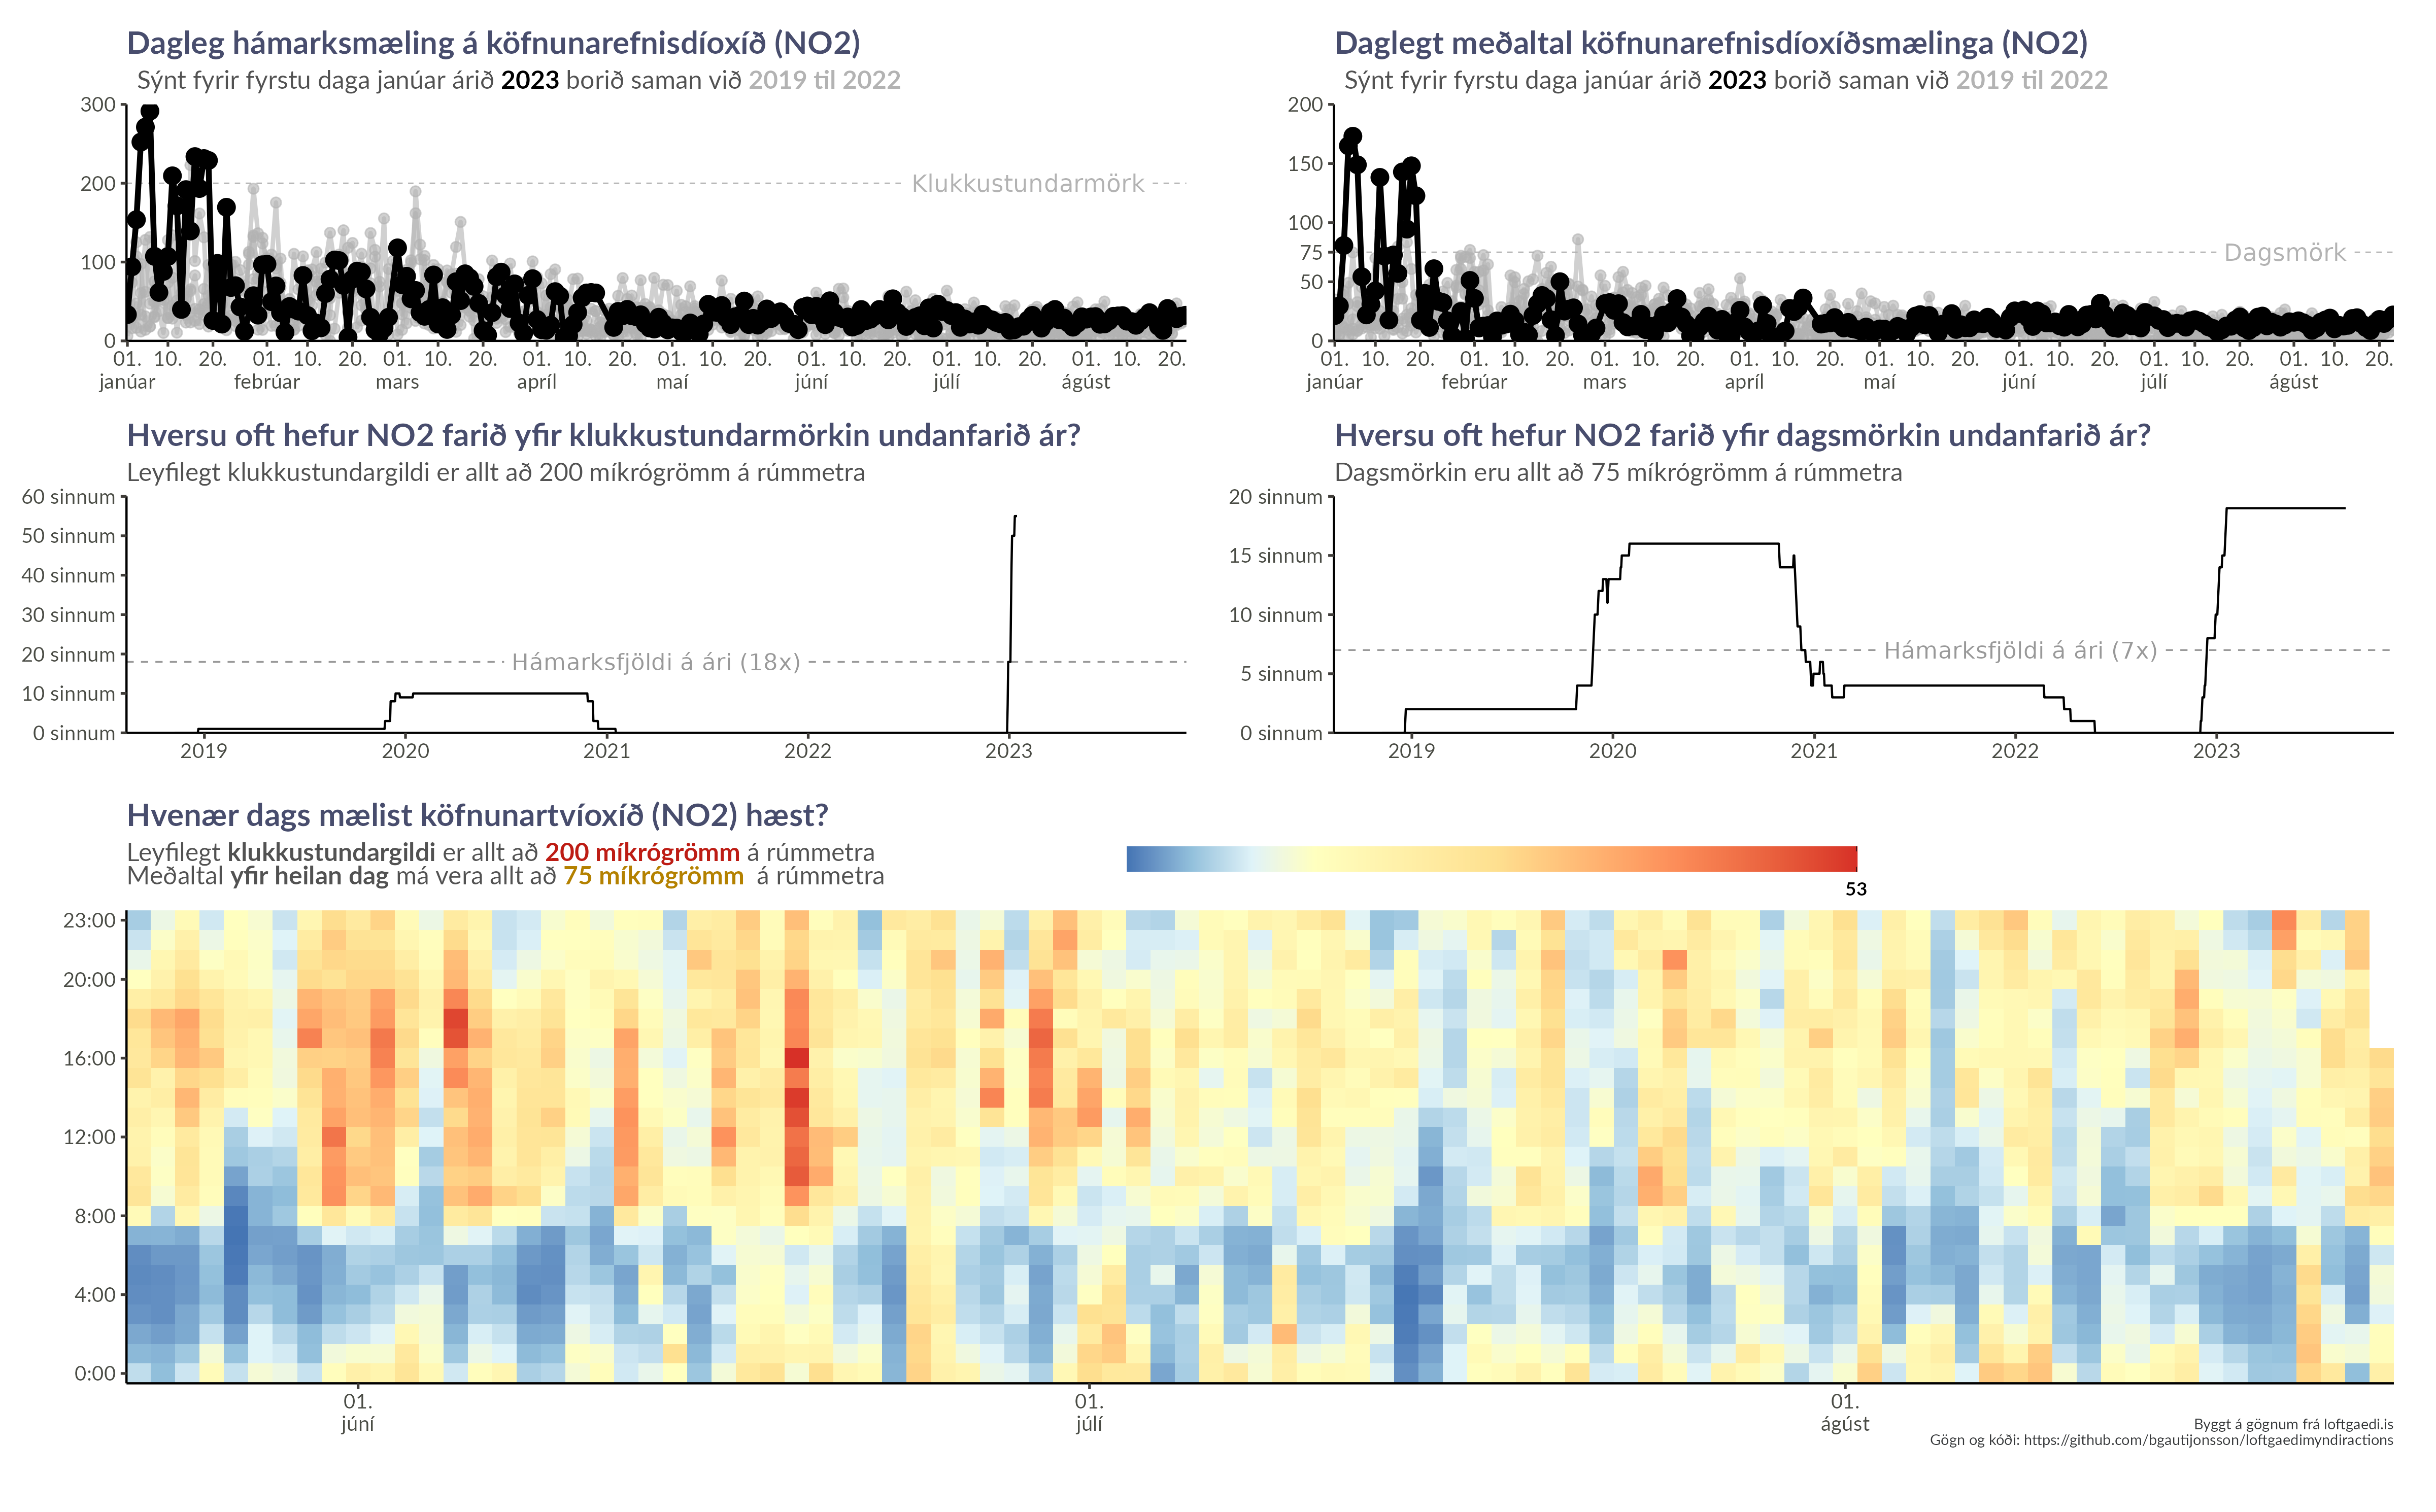 Dagleg hámarksmæling á köfnunarefnisdíoxíð (NO2)
Sýnt fyrir fyrstu daga janúar árið 2023 borið saman við 2019 til 2022
300
200
100
0
Klukkustundarmörk
01. 10. 20. 01. 10. 20. 01. 10. 20. 01. 10. 20. 01. 10. 20. 01. 10. 20. 01. 10. 20. 01. 10. 20.
janúar febrúar mars apríl maí júní júlí ágúst
Daglegt meðaltal köfnunarefnisdíoxíðsmælinga (NO2)
Sýnt fyrir fyrstu daga janúar árið 2023 borið saman við 2019 til 2022
200
150
100
75
50
0
Dagsmörk
01. 10. 20. 01. 10. 20. 01. 10. 20. 01. 10. 20. 01. 10. 20. 01. 10. 20. 01. 10. 20. 01. 10. 20.
janúar febrúar mars apríl maí júní júlí ágúst
Hversu oft hefur NO2 farið yfir klukkustundarmörkin undanfarið ár?
Leyfilegt klukkustundargildi er allt að 200 míkrógrömm á rúmmetra
60 sinnum
50 sinnum
40 sinnum
30 sinnum
20 sinnum
10 sinnum
0 sinnum
Hámarksfjöldi á ári (18x)
2019 2020 2021 2022 2023
Hversu oft hefur NO2 farið yfir dagsmörkin undanfarið ár?
Dagsmörkin eru allt að 75 míkrógrömm á rúmmetra
20 sinnum
15 sinnum
10 sinnum
5 sinnum
0 sinnum
Hámarksfjöldi á ári (7x)
2019 2020 2021 2022 2023
Hvenær dags mælist köfnunartvíoxíð (NO2) hæst?
Leyfilegt klukkustundargildi er allt að 200 míkrógrömm á rúmmetra
Meðaltal yfir heilan dag má vera allt að 75 míkrógrömm á rúmmetra
53
23:00
20:00
16:00
12:00
8:00
4:00
0:00
01. 01. 01.
júní júlí ágúst
Byggt á gögnum frá loftgaedi.is
Gögn og kóði: https://github.com/bgautijonsson/loftgaedimyndiractions